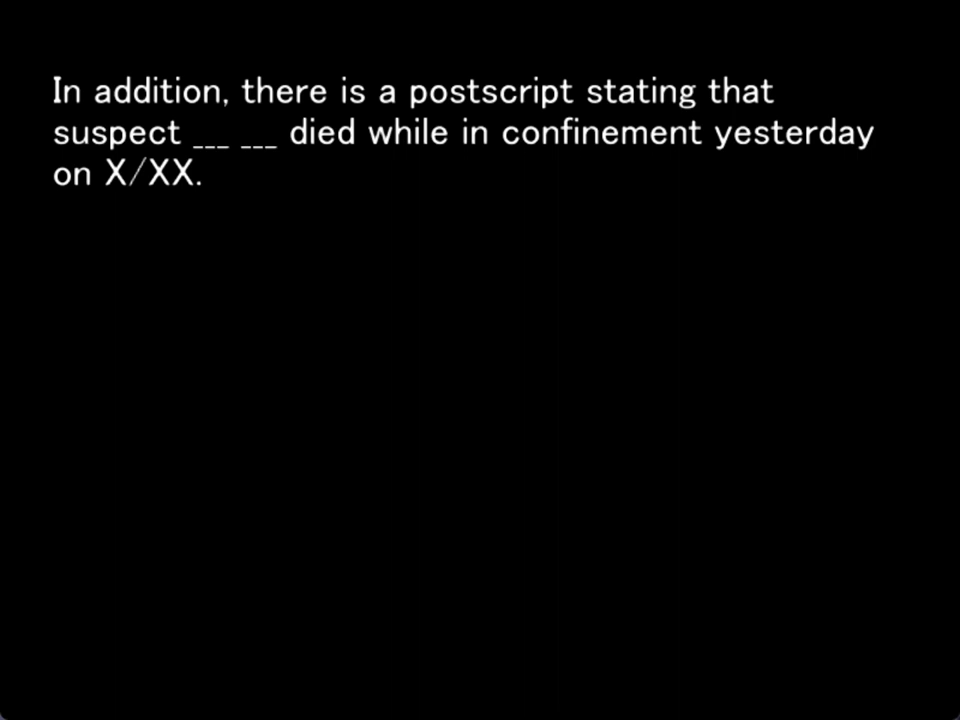 In addition, there is a postscript stating that
suspect ___ ___ died while in confinement yesterday
on X/XX.